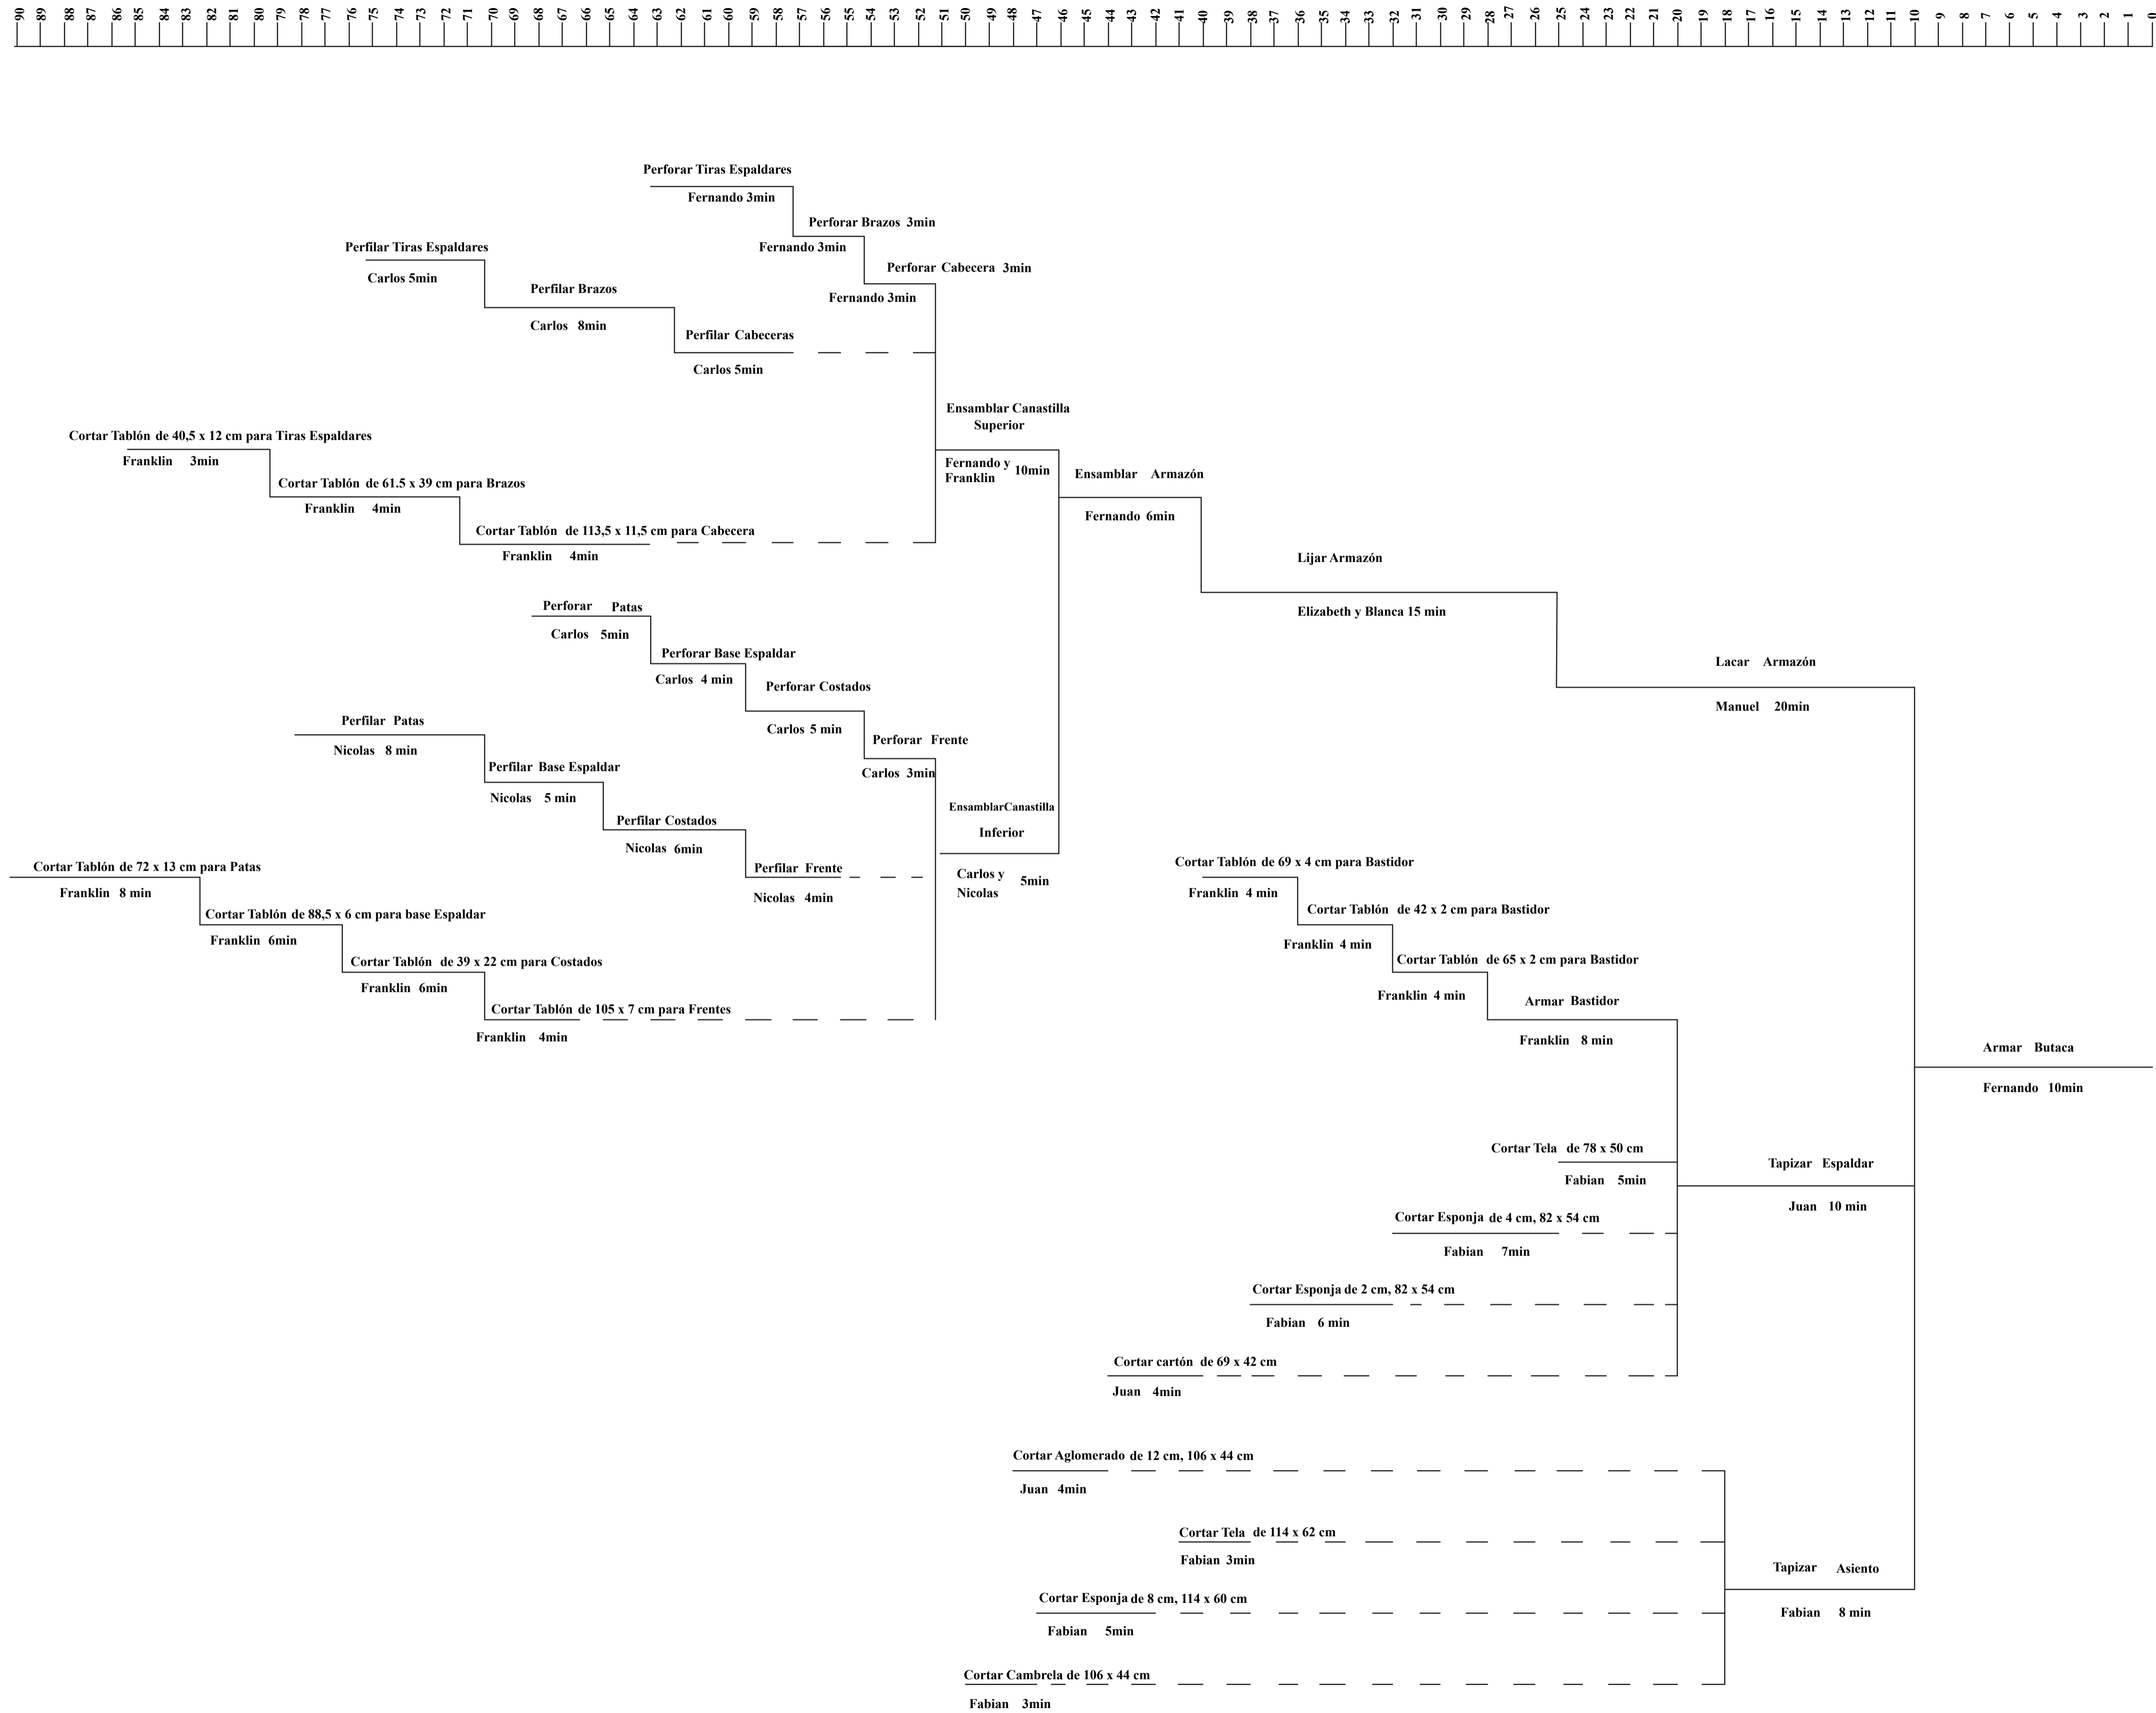 90 89 88 87 86 85 84 83 82 81 80 79 78 77 76 75 74 73 72 71 70 69 68 67 66 65 64 63 62 61 60 59 58 57 56 55 54 53 52 51 50 49 48 47 46 45 44 43 42 41 40 39 38 37 36 35 34 33 32 31 30 29 28 27 26 25 24 23 22 21 20 19 18 17 16 15 14 13 12 11 10 9 8 7 6 5 4 3 2 1 0
Perforar Tiras Espaldares
Fernando 3min
Perforar Brazos 3min
Fernando 3min
Perforar Cabecera 3min
Fernando 3min
Perfilar Tiras Espaldares
Carlos 5min
Perfilar Brazos
Carlos 8min
Perfilar Cabeceras
Carlos 5min
Ensamblar Canastilla
Superior
Fernando y
Franklin
10min
Cortar Tablón de 40,5 x 12 cm para Tiras Espaldares
Franklin 3min
Cortar Tablón de 61.5 x 39 cm para Brazos
Franklin 4min
Cortar Tablón de 113,5 x 11,5 cm para Cabecera
Franklin 4min
Ensamblar Armazón
Fernando 6min
Lijar Armazón
Elizabeth y Blanca 15 min
Lacar Armazón
Manuel 20min
Perforar Patas
Carlos 5min
Perforar Base Espaldar
Carlos 4 min
Perforar Costados
Carlos 5 min
Perforar Frente
Carlos 3min
Perfilar Patas
Nicolas 8 min
Perfilar Base Espaldar
Nicolas 5 min
Perfilar Costados
Nicolas 6min
Perfilar Frente
Nicolas 4min
EnsamblarCanastilla
Inferior
Carlos y
Nicolas
5min
Cortar Tablón de 72 x 13 cm para Patas
Franklin 8 min
Cortar Tablón de 88,5 x 6 cm para base Espaldar
Franklin 6min
Cortar Tablón de 39 x 22 cm para Costados
Franklin 6min
Cortar Tablón de 105 x 7 cm para Frentes
Franklin 4min
Cortar Tablón de 69 x 4 cm para Bastidor
Franklin 4 min
Cortar Tablón de 42 x 2 cm para Bastidor
Franklin 4 min
Cortar Tablón de 65 x 2 cm para Bastidor
Franklin 4 min
Armar Bastidor
Franklin 8 min
Armar Butaca
Fernando 10min
Cortar Tela de 78 x 50 cm
Fabian 5min
Tapizar Espaldar
Juan 10 min
Cortar Esponja de 4 cm, 82 x 54 cm
Fabian 7min
Cortar Esponja de 2 cm, 82 x 54 cm
Fabian 6 min
Cortar cartón de 69 x 42 cm
Juan 4min
Cortar Aglomerado de 12 cm, 106 x 44 cm
Juan 4min
Cortar Tela de 114 x 62 cm
Fabian 3min
Tapizar Asiento
Fabian 8 min
Cortar Esponja de 8 cm, 114 x 60 cm
Fabian 5min
Cortar Cambrela de 106 x 44 cm
Fabian 3min